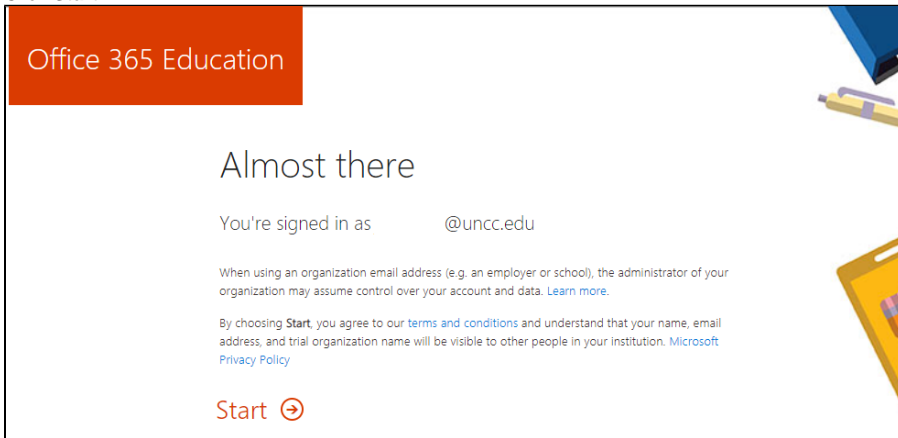 Office 365 Education
Almost there
You're signed in as @uncc.edu
When using an organization email address (e.g. an employer or school), the administrator of your
organization may assume control over your account and data. Learn more.
By choosing Start, you agree to our terms and conditions and understand that your name, email
address, and trial organization name will be visible to other people in your institution. Microsoft
Privacy Policy
Start